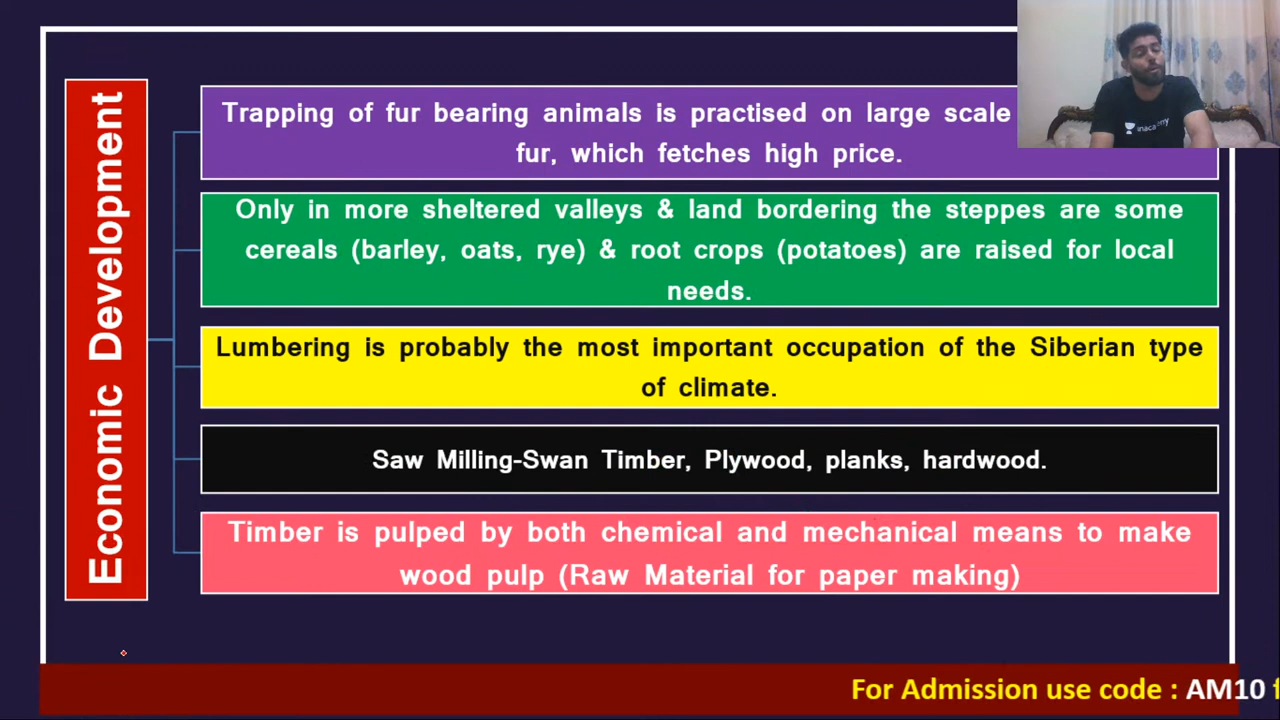 Economic Development
Trapping of fur bearing animals is practised on large scale
fur, which fetches high price.
Only in more sheltered valleys & land bordering the steppes are some
cereals (barley, oats, rye) & root crops (potatoes) are raised for local
needs.
Lumbering is probably the most important occupation of the Siberian type
of climate.
Saw Milling-Swan Timber, Plywood, planks, hardwood.
Timber is pulped by both chemical and mechanical means to make
wood pulp (Raw Material for paper making)
For Admission use code : AM10 f